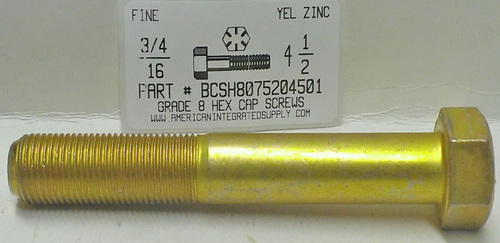 FINE YEL ZINC
3/4 4 1/2
16
PART # BCSH8075204501
GRADE 8 HEX CAP SCREWS
WWW.AMERICANINTEGRATEDSUPPLY.COM